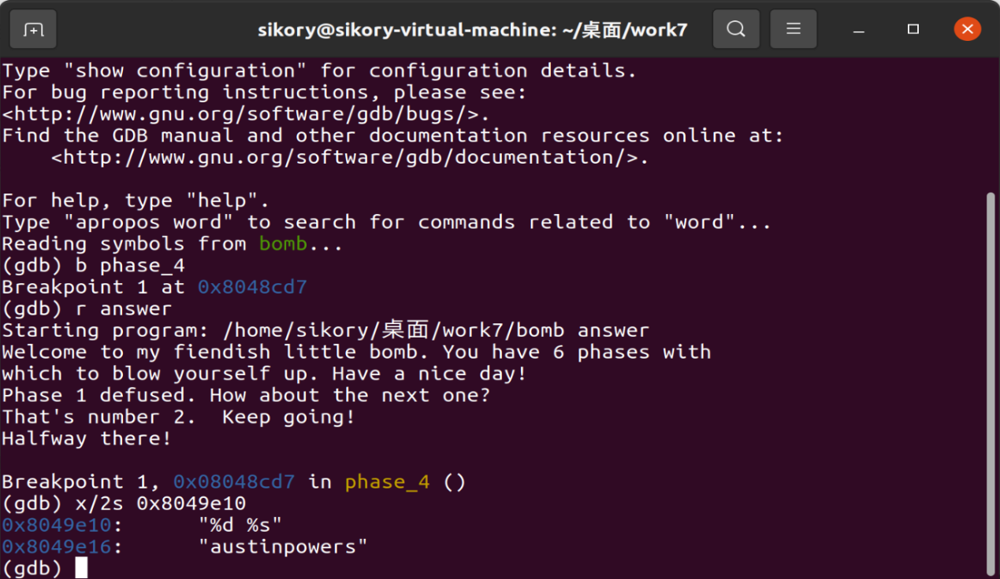 sikory@sikory-virtual-machine: ~/桌面/work7
Type "show configuration" for configuration details.
For bug reporting instructions, please see:
<http://www.gnu.org/software/gdb/bugs/>.
Find the GDB manual and other documentation resources online at:
    <http://www.gnu.org/software/gdb/documentation/>.

For help, type "help".
Type "apropos word" to search for commands related to "word"...
Reading symbols from bomb...
(gdb) b phase_4
Breakpoint 1 at 0x8048cd7
(gdb) r answer
Starting program: /home/sikory/桌面/work7/bomb answer
Welcome to my fiendish little bomb. You have 6 phases with
which to blow yourself up. Have a nice day!
Phase 1 defused. How about the next one?
That's number 2.  Keep going!
Halfway there!

Breakpoint 1, 0x08048cd7 in phase_4 ()
(gdb) x/2s 0x8049e10
0x8049e10:      "%d %s"
0x8049e16:      "austinpowers"
(gdb)